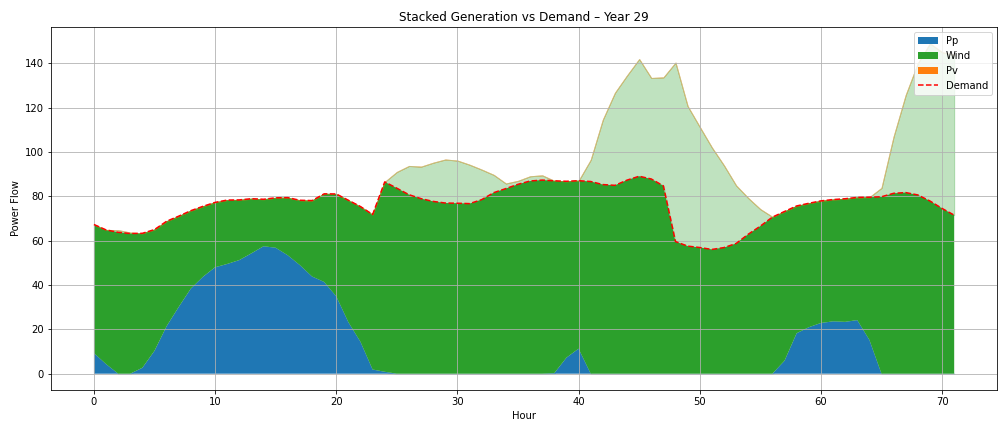 Stacked Generation vs Demand – Year 29
Power Flow
140
120
100
80
60
40
20
0
0 10 20 30 40 50 60 70
Hour
Pp
Wind
Pv
Demand